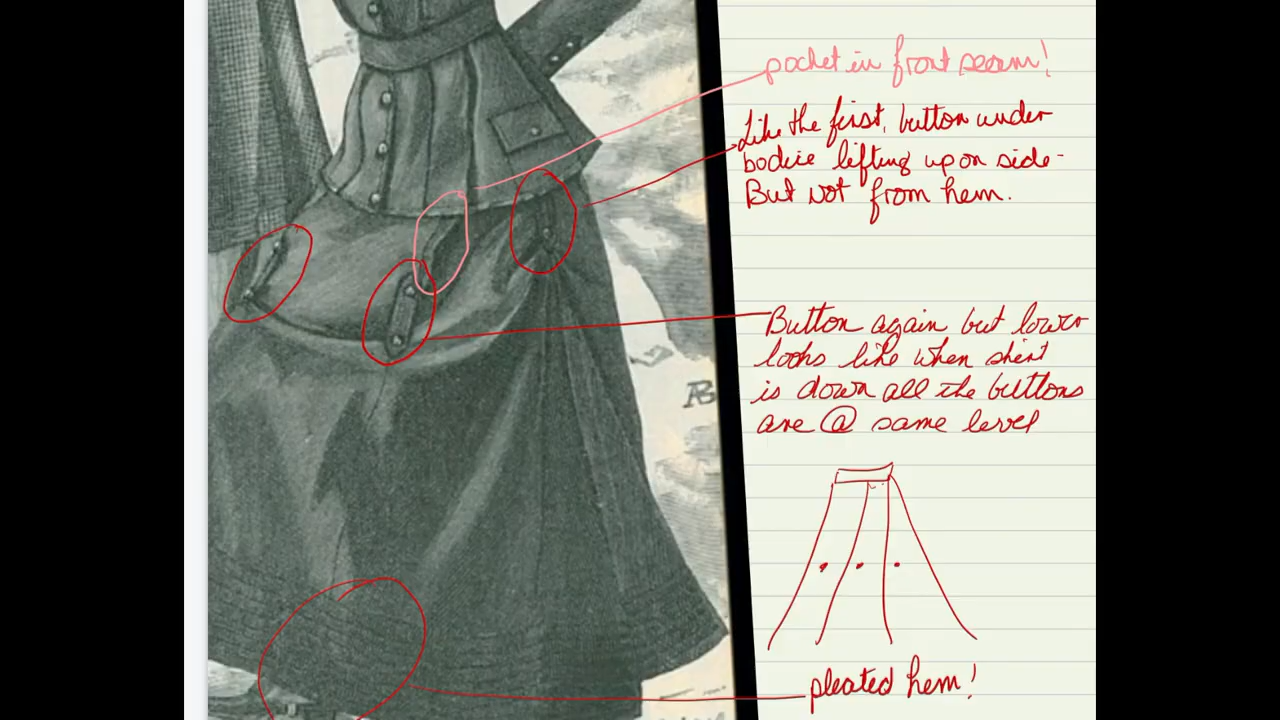 pocket in front seam!
Like the first, button under
bodice lifting up on side-
But not from hem.
Button again but lower
looks like when skirt
is down all the buttons
are @ same level
pleated hem!